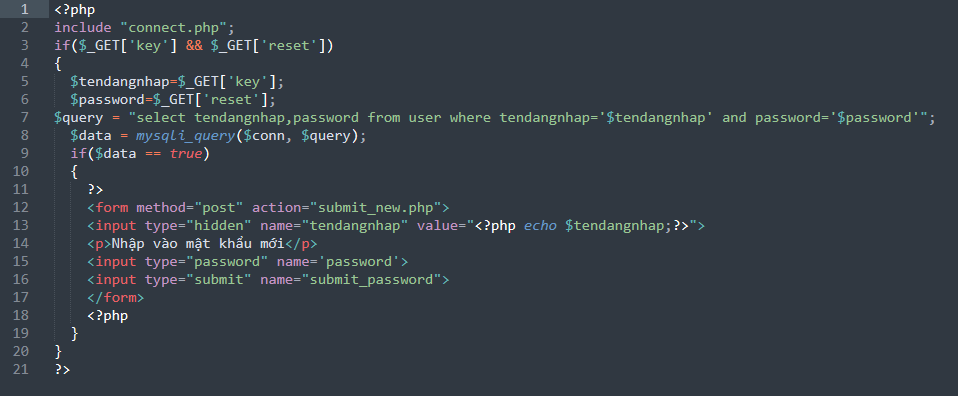 1 <?php
2 include "connect.php";
3 if($_GET['key'] && $_GET['reset'])
4 {
5   $tendangnhap=$_GET['key'];
6   $password=$_GET['reset'];
7 $query = "select tendangnhap,password from user where tendangnhap='$tendangnhap' and password='$password'";
8   $data = mysqli_query($conn, $query);
9   if($data == true)
10   {
11     ?>
12     <form method="post" action="submit_new.php">
13     <input type="hidden" name="tendangnhap" value="<?php echo $tendangnhap;?>">
14     <p>Nhập vào mật khẩu mới</p>
15     <input type="password" name='password'>
16     <input type="submit" name="submit_password">
17     </form>
18     <?php
19   }
20 }
21 ?>